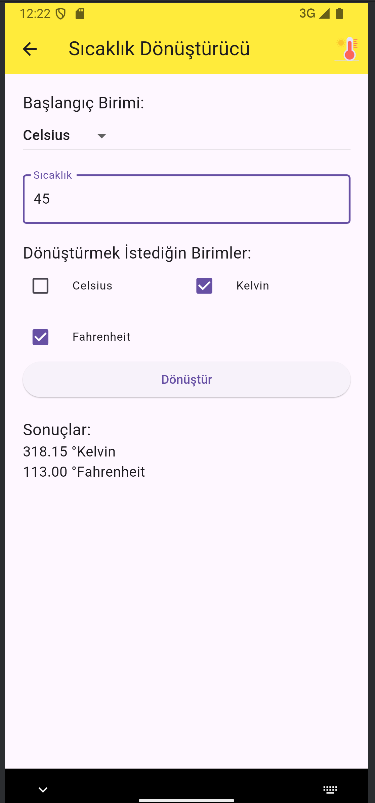 12:22 3G
Sıcaklık Dönüştürücü
Başlangıç Birimi:
Celsius
Sıcaklık
45
Dönüştürmek İstediğin Birimler:
Celsius Kelvin
Fahrenheit
Dönüştür
Sonuçlar:
318.15 °Kelvin
113.00 °Fahrenheit